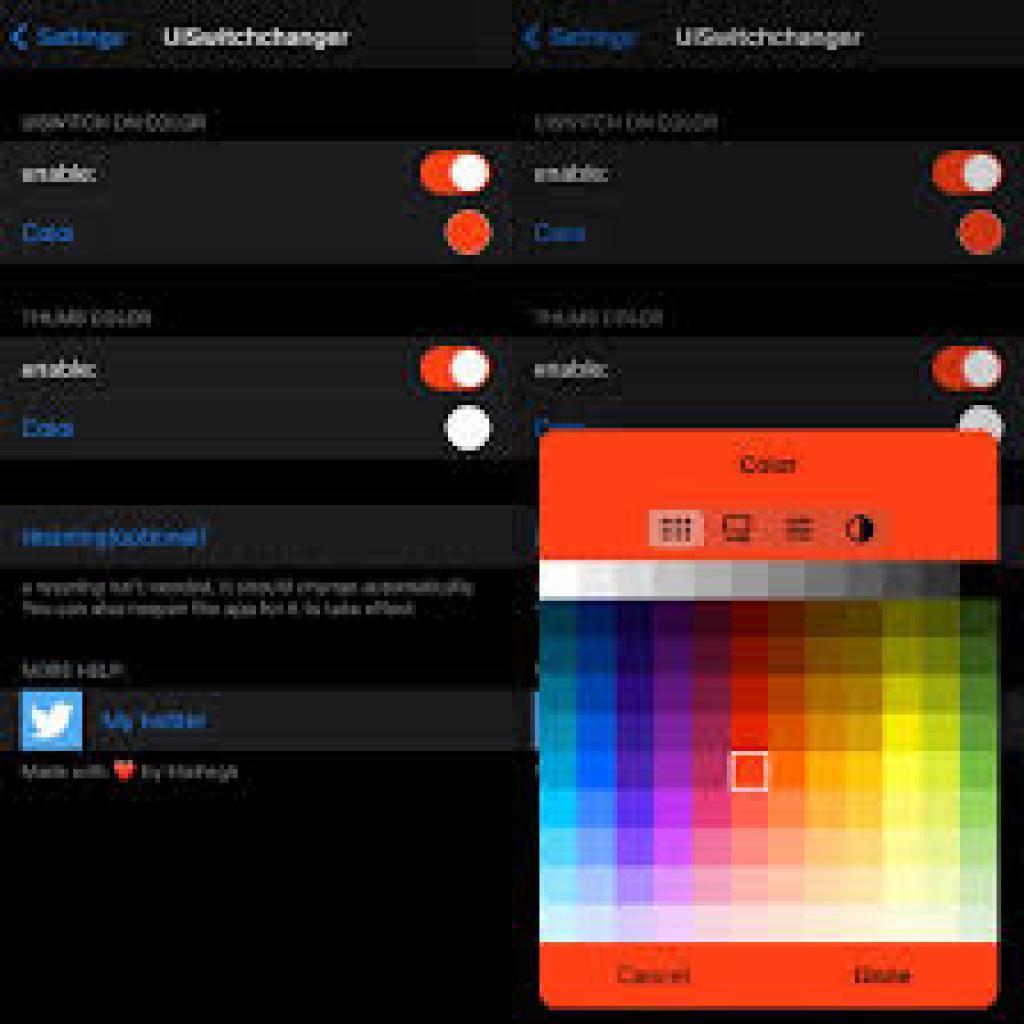 Settings UISwitchchanger
UISWITCH ON COLOR
enable:
Color
THUMB COLOR
enable:
Color
respring(optional)
a respring isn't needed, it should change automatically
You can also reopen the app for it to take effect
MORE HELP:
My twitter
Made with ❤️ by
Settings UISwitchchanger
UISWITCH ON COLOR
enable:
Color
THUMB COLOR
enable:
Color
Cancel Done